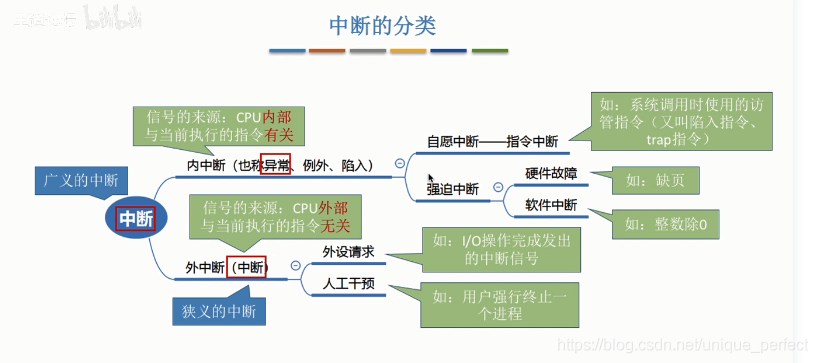 bilibili
中断的分类
信号的来源：CPU内部
与当前执行的指令有关
如：系统调用时使用的访
管指令（又叫陷入指令、
trap指令）
自愿中断——指令中断
内中断（也称异常、例外、陷入）
广义的中断
强迫中断
硬件故障
如：缺页
软件中断
如：整数除0
中断
信号的来源：CPU外部
与当前执行的指令无关
外设请求
如：I/O操作完成发出
的中断信号
外中断（中断）
人工干预
如：用户强行终止一
个进程
狭义的中断
https://blog.csdn.net/unique_perfect